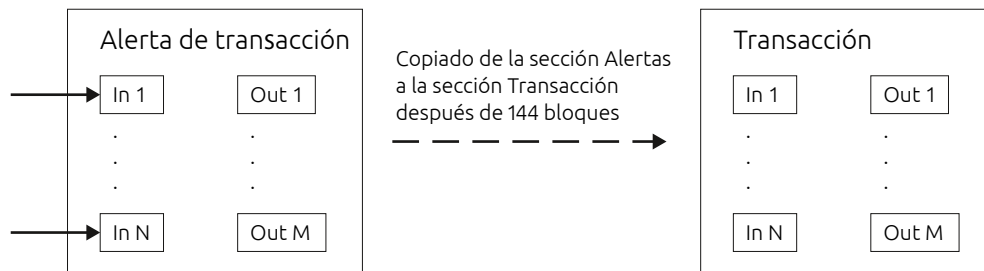 Alerta de transacción
In 1
Out 1
.
.
.
.
.
.
In N
Out M
Copiado de la sección Alertas
a la sección Transacción
después de 144 bloques
Transacción
In 1
Out 1
.
.
.
.
.
.
In N
Out M